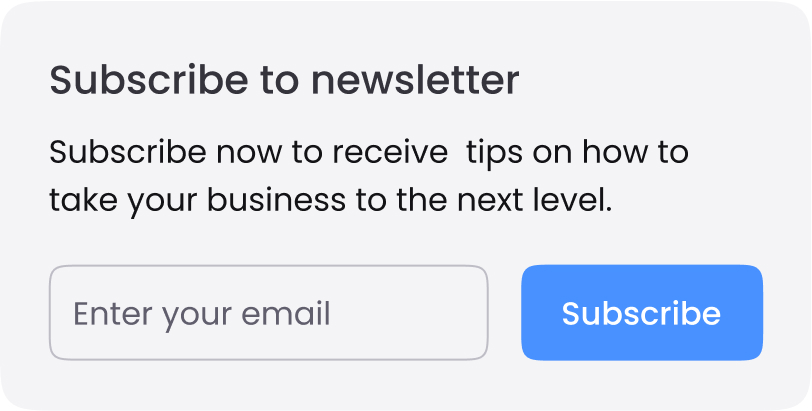 Subscribe to newsletter
Subscribe now to receive  tips on how to
take your business to the next level.
Enter your email
Subscribe